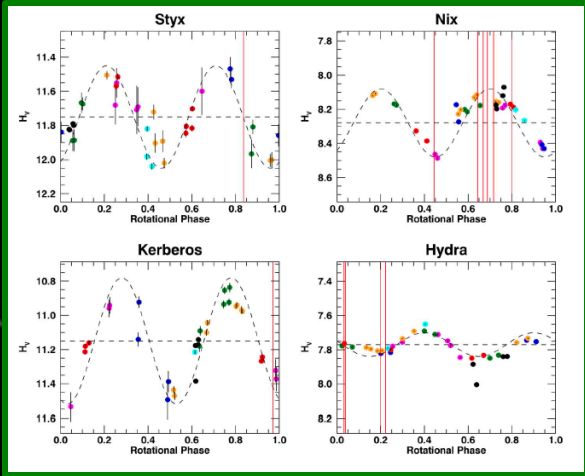 Styx
11.4
11.6
11.8
12.0
12.2
H_V
0.0 0.2 0.4 0.6 0.8 1.0
Rotational Phase
Nix
7.8
8.0
8.2
8.4
8.6
H_V
0.0 0.2 0.4 0.6 0.8 1.0
Rotational Phase
Kerberos
10.8
11.0
11.2
11.4
11.6
H_V
0.0 0.2 0.4 0.6 0.8 1.0
Rotational Phase
Hydra
7.4
7.6
7.8
8.0
8.2
H_V
0.0 0.2 0.4 0.6 0.8 1.0
Rotational Phase